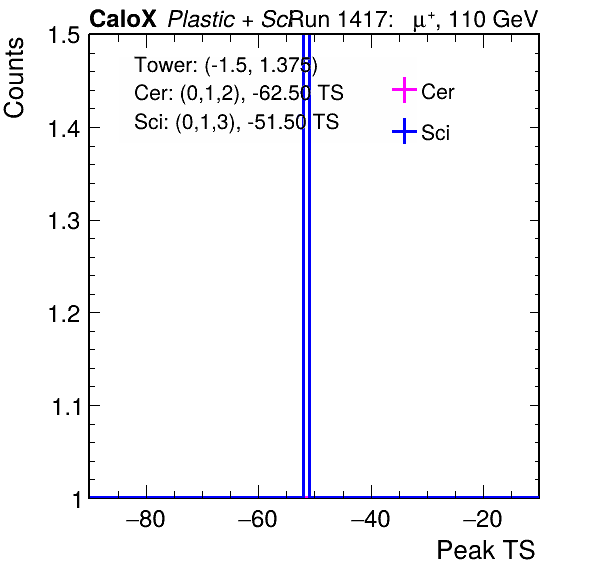 CaloX Plastic + Sci Run 1417: μ+, 110 GeV
Counts
1.5
1.4
1.3
1.2
1.1
1
Tower: (-1.5, 1.375)
Cer: (0,1,2), -62.50 TS
Sci: (0,1,3), -51.50 TS
Cer
Sci
−80 −60 −40 −20
Peak TS